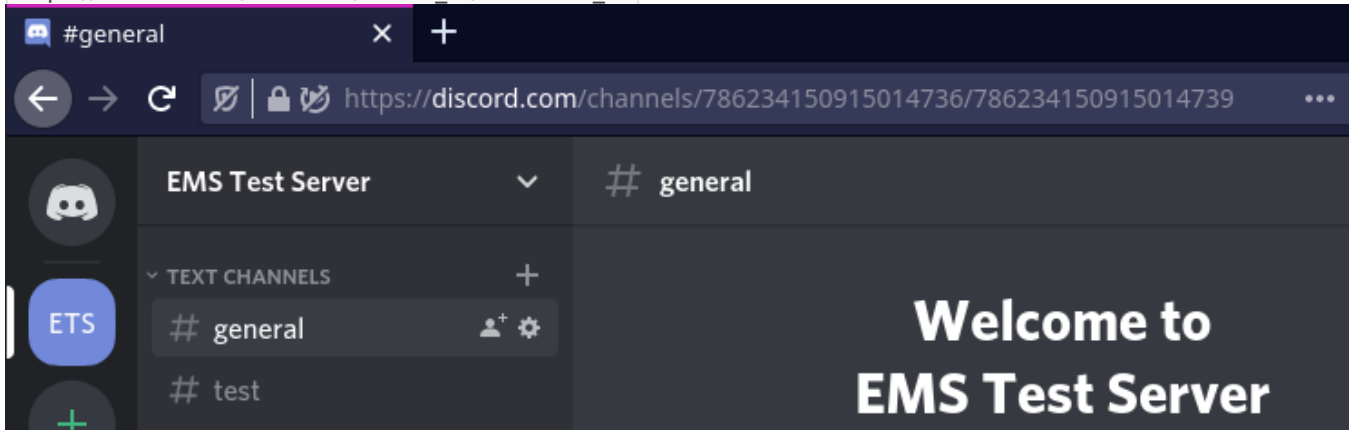 #general
https://discord.com/channels/786234150915014736/786234150915014739
EMS Test Server
# general
TEXT CHANNELS
ETS
# general
# test
Welcome to
EMS Test Server